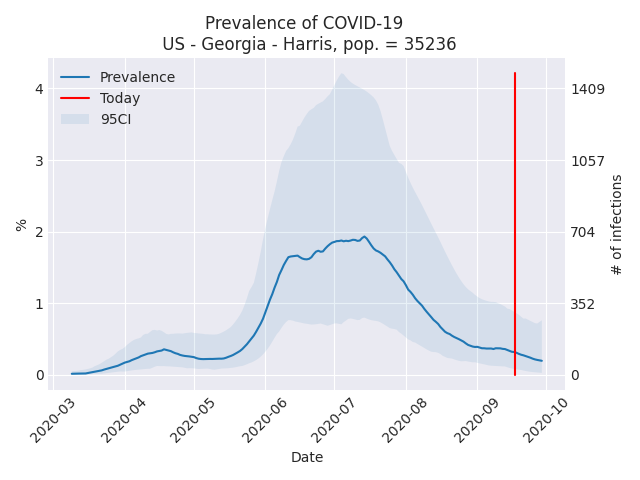 Prevalence of COVID-19
US - Georgia - Harris, pop. = 35236
Prevalence
Today
95CI
4
3
2
1
0
%
1409
1057
704
352
0
# of infections
2020-03
2020-04
2020-05
2020-06
2020-07
2020-08
2020-09
2020-10
Date